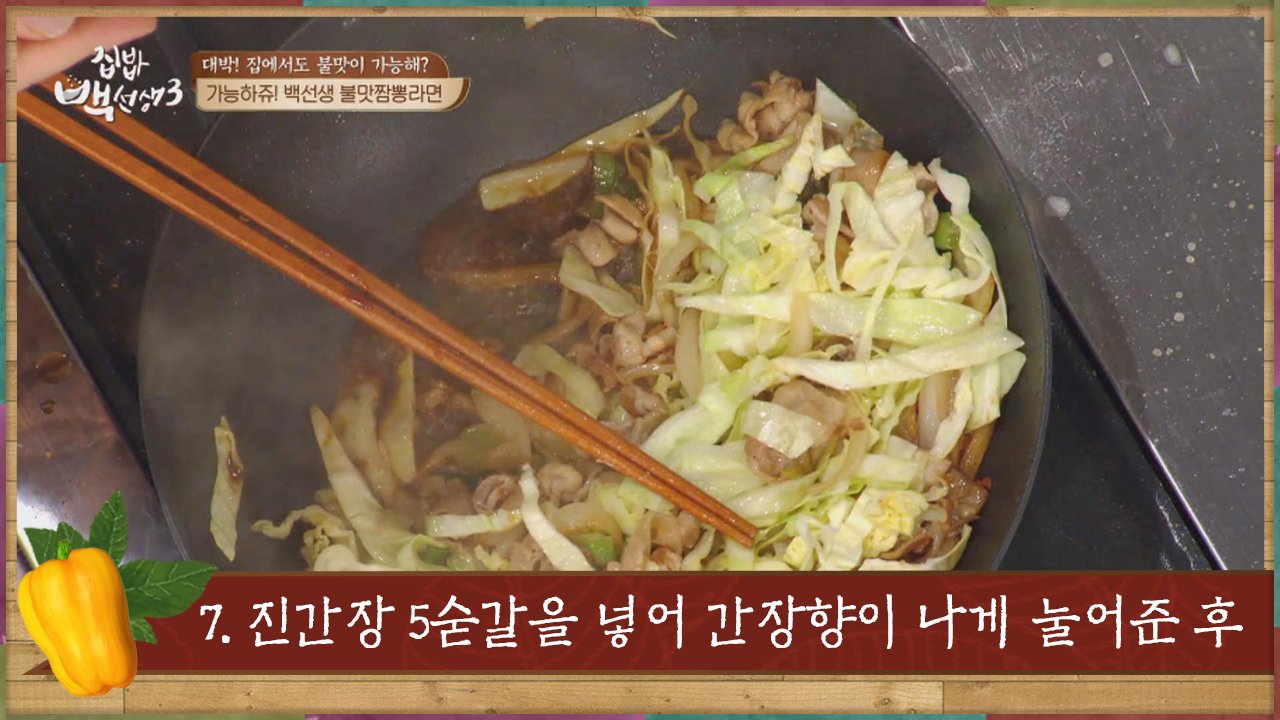 집밥
백선생3
대박! 집에서도 불맛이 가능해?
가능하쥬! 백선생 불맛짬뽕라면
7. 진간장 5숟갈을 넣어 간장향이 나게 눌어준 후